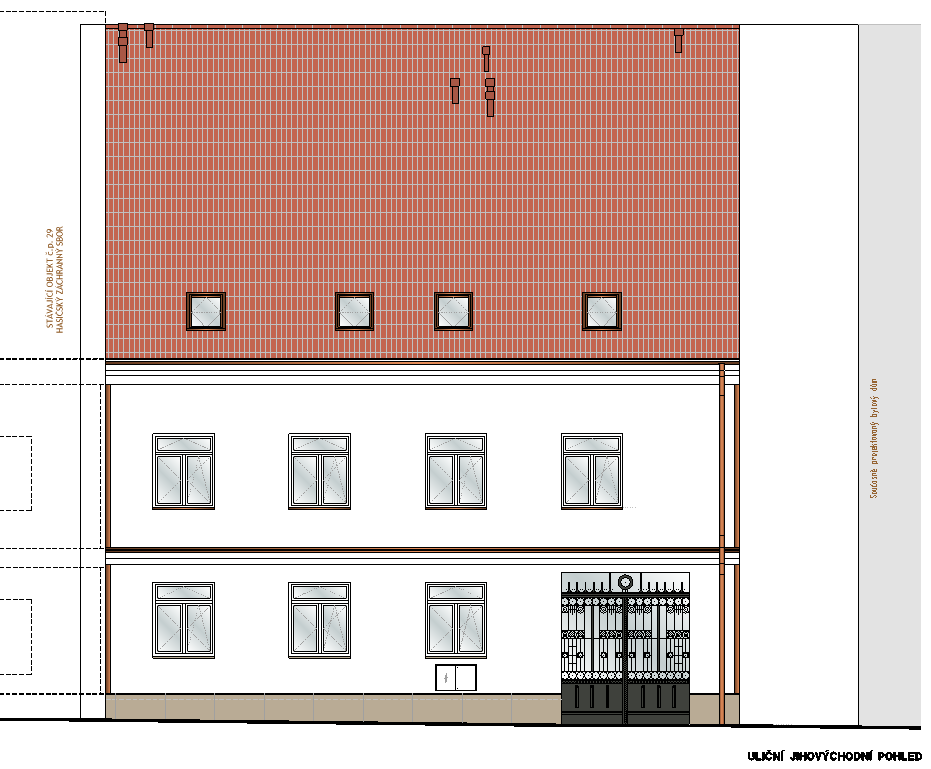 STÁVAJÍCÍ OBJEKT č.p. 29
HASIČSKÝ ZÁCHRANNÝ SBOR
Současně projektovaný bytový dům
ULIČNÍ JIHOVÝCHODNÍ POHLED